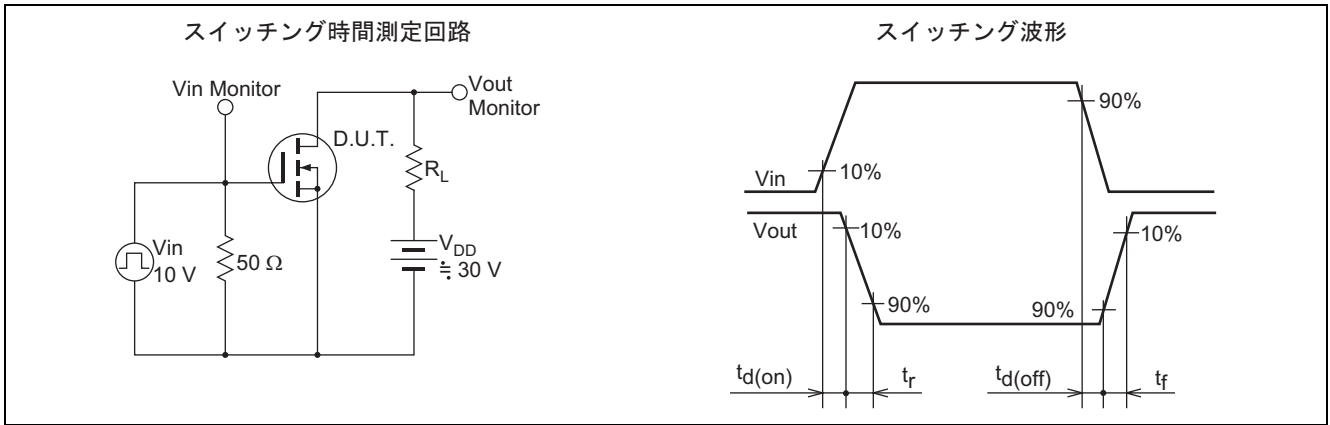 スイッチング時間測定回路
Vin Monitor
Vout
Monitor
D.U.T.
RL
Vin
10 V
50 Ω
VDD
≒ 30 V
スイッチング波形
90%
Vin
10%
Vout
10%
10%
90%
90%
td(on)
tr
td(off)
tf